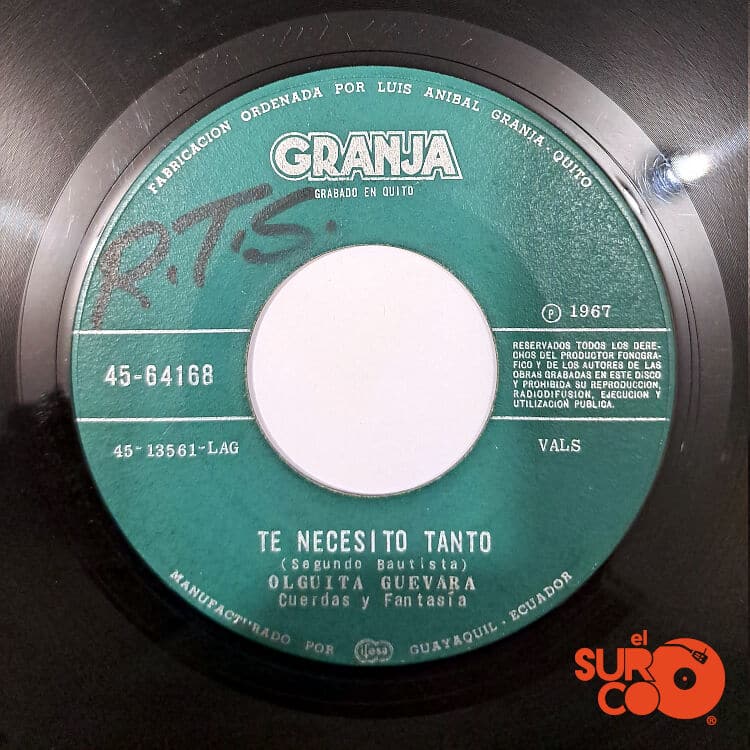 FABRICACION ORDENADA POR LUIS ANIBAL GRANJA - QUITO
GRANJA
GRABADO EN QUITO
R.T.S.
℗ 1967
45-64168
RESERVADOS TODOS LOS DERE-
CHOS DEL PRODUCTOR FONOGRA-
FICO Y DE LOS AUTORES DE LAS
OBRAS GRABADAS EN ESTE DISCO
Y PROHIBIDA SU REPRODUCCION,
RADIODIFUSION, EJECUCION Y
UTILIZACION PUBLICA.
45-13561-LAG
VALS
TE NECESITO TANTO
(Segundo Bautista)
OLGUITA GUEVARA
Cuerdas y Fantasía
MANUFACTURADO POR ifesa GUAYAQUIL - ECUADOR
el
SUR
CO
®